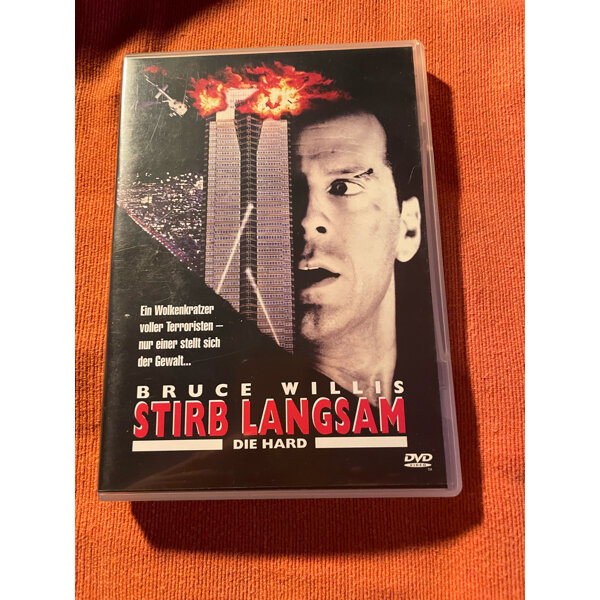 Ein Wolkenkratzer
voller Terroristen –
nur einer stellt sich
der Gewalt...
BRUCE WILLIS
STIRB LANGSAM
DIE HARD
DVD
VIDEO